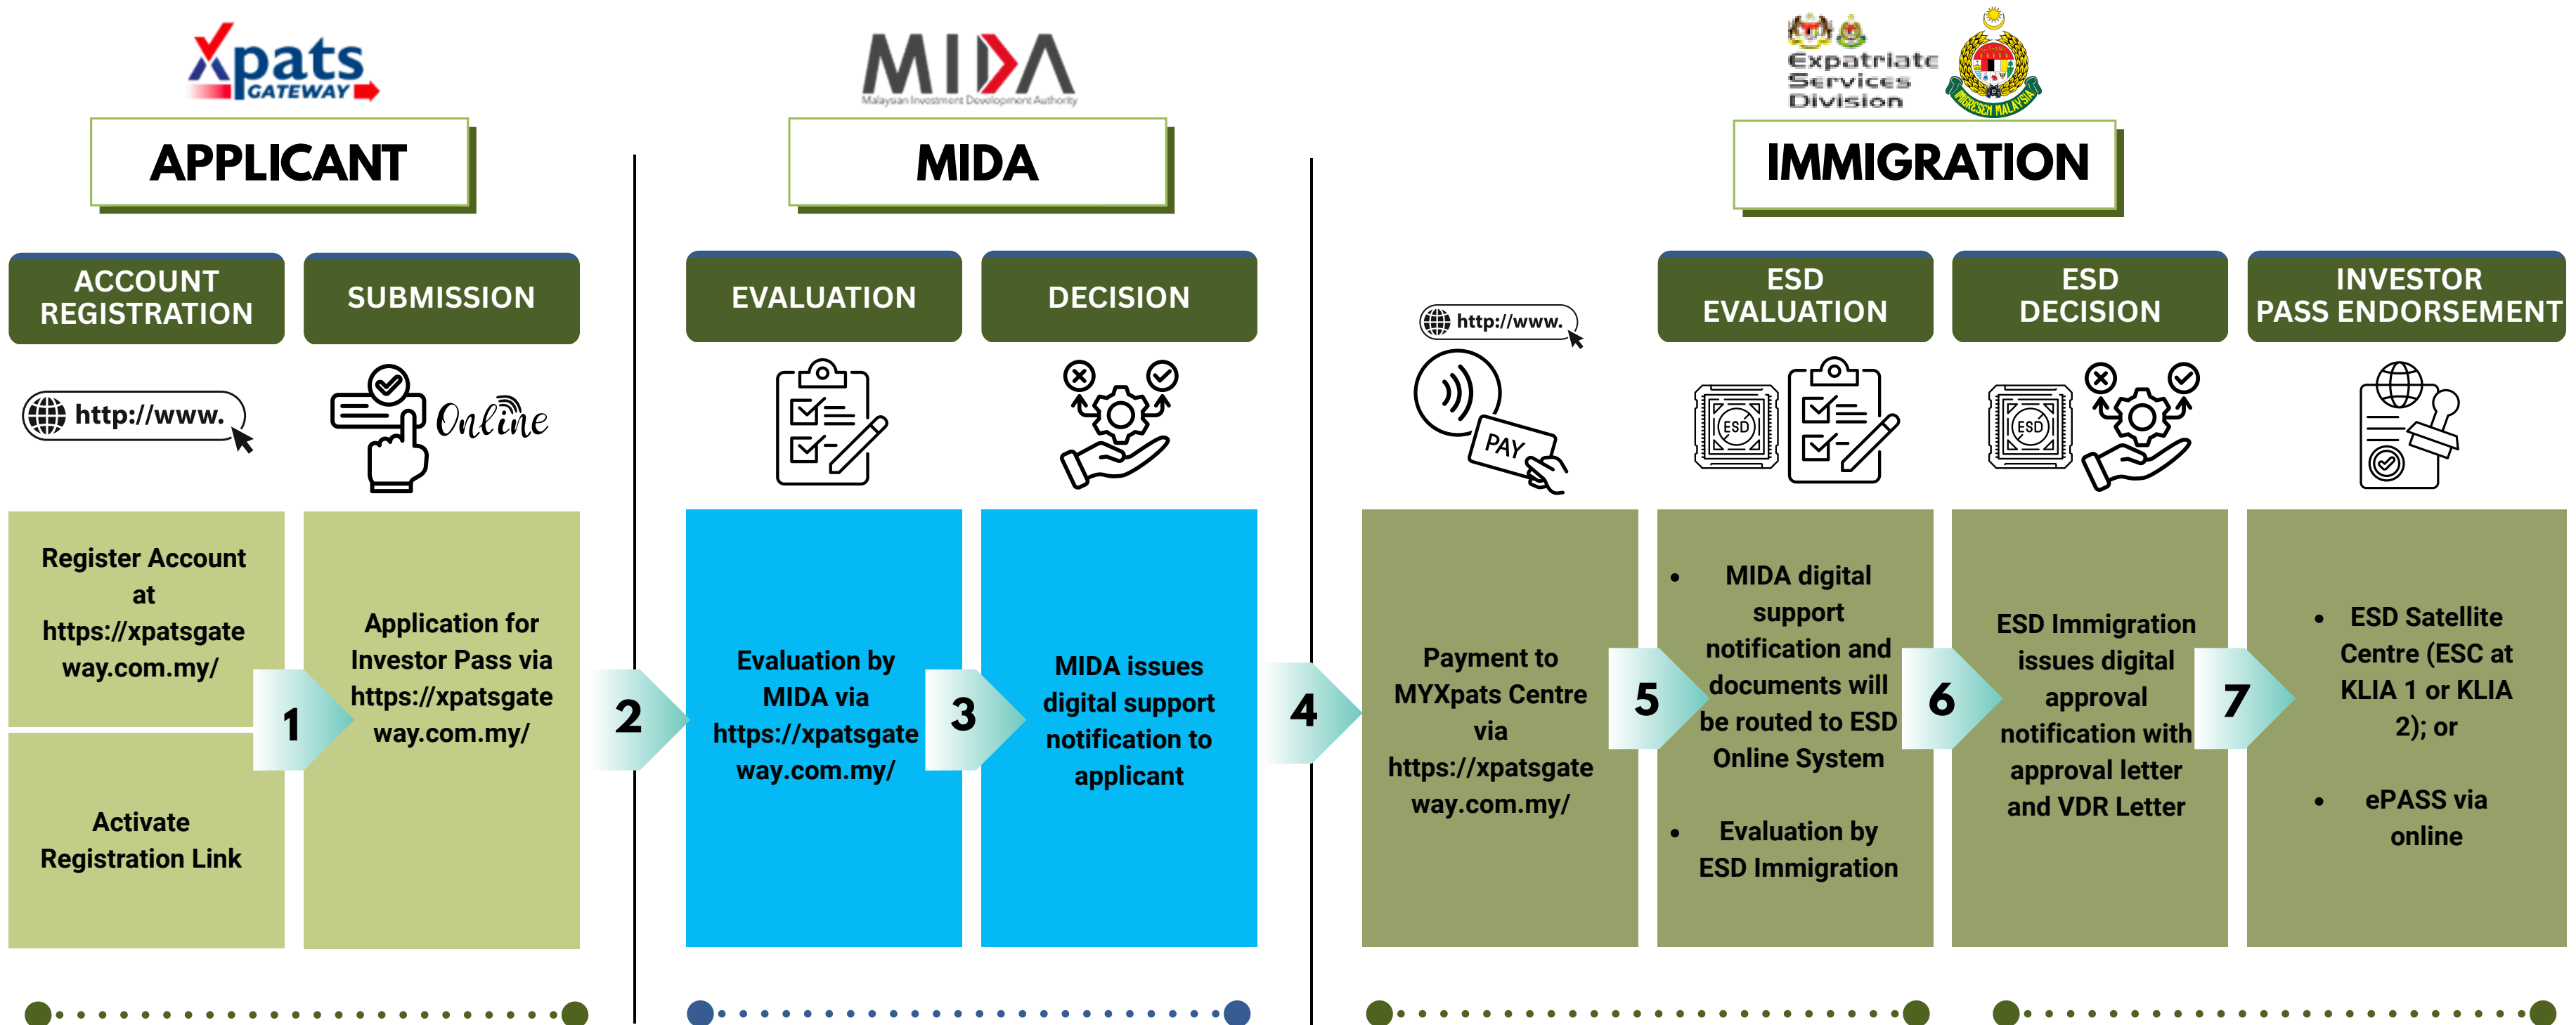 Xpats
GATEWAY
MIDA
Malaysian Investment Development Authority
Expatriate
Services
Division
IMIGRESEN MALAYSIA
APPLICANT
MIDA
IMMIGRATION
ACCOUNT
REGISTRATION
SUBMISSION
EVALUATION
DECISION
ESD
EVALUATION
ESD
DECISION
INVESTOR
PASS ENDORSEMENT
http://www.
Online
http://www.
PAY
ESD
ESD
Register Account
at
https://xpatsgate
way.com.my/
Activate
Registration Link
1
Application for
Investor Pass via
https://xpatsgate
way.com.my/
2
Evaluation by
MIDA via
https://xpatsgate
way.com.my/
3
MIDA issues
digital support
notification to
applicant
4
Payment to
MYXpats Centre
via
https://xpatsgate
way.com.my/
5
• MIDA digital
support
notification and
documents will
be routed to ESD
Online System
• Evaluation by
ESD Immigration
6
ESD Immigration
issues digital
approval
notification with
approval letter
and VDR Letter
7
• ESD Satellite
Centre (ESC at
KLIA 1 or KLIA
2); or
• ePASS via
online